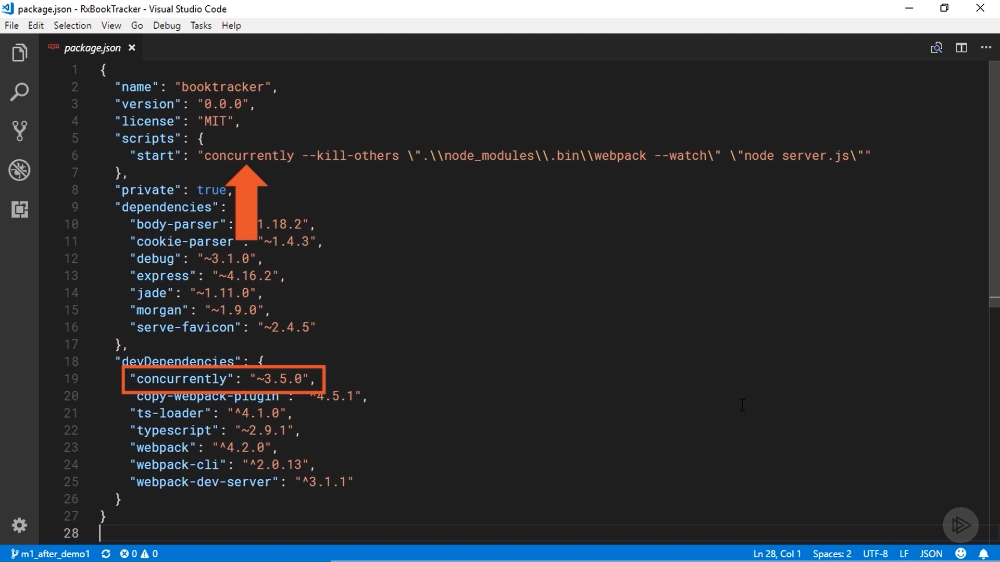 package.json - RxBookTracker - Visual Studio Code
File Edit Selection View Go Debug Tasks Help
npm package.json
1 {
2 "name": "booktracker",
3 "version": "0.0.0",
4 "license": "MIT",
5 "scripts": {
6 "start": "concurrently --kill-others \".\\node_modules\\.bin\\webpack --watch\" \"node server.js\""
7 },
8 "private": true,
9 "dependencies":
10 "body-parser": 1.18.2",
11 "cookie-parser : "~1.4.3",
12 "debug": "~3.1.0",
13 "express": "~4.16.2",
14 "jade": "~1.11.0",
15 "morgan": "~1.9.0",
16 "serve-favicon": "~2.4.5"
17 },
18 "devDependencies": {
19 "concurrently": "~3.5.0",
20 "copy-webpack-plugin": "^4.5.1",
21 "ts-loader": "^4.1.0",
22 "typescript": "~2.9.1",
23 "webpack": "^4.2.0",
24 "webpack-cli": "^2.0.13",
25 "webpack-dev-server": "^3.1.1"
26 }
27 }
28
m1_after_demo1 0 0 Ln 28, Col 1 Spaces: 2 UTF-8 LF JSON